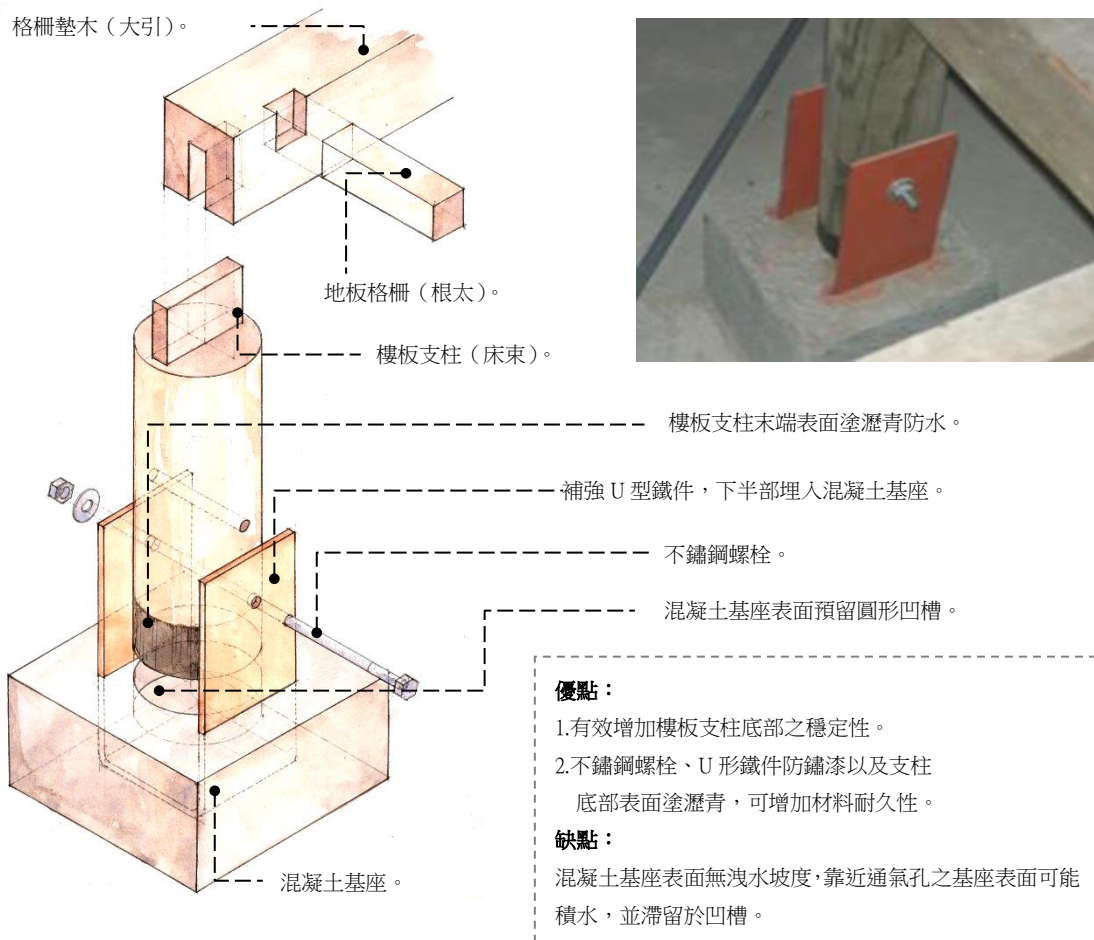 格柵墊木（大引）。
地板格柵（根太）。
樓板支柱（床束）。
樓板支柱末端表面塗瀝青防水。
補強 U 型鐵件，下半部埋入混凝土基座。
不鏽鋼螺栓。
混凝土基座表面預留圓形凹槽。
優點：
1.有效增加樓板支柱底部之穩定性。
2.不鏽鋼螺栓、U 形鐵件防鏽漆以及支柱
底部表面塗瀝青，可增加材料耐久性。
缺點：
混凝土基座表面無洩水坡度，靠近通氣孔之基座表面可能
積水，並滯留於凹槽。
混凝土基座。